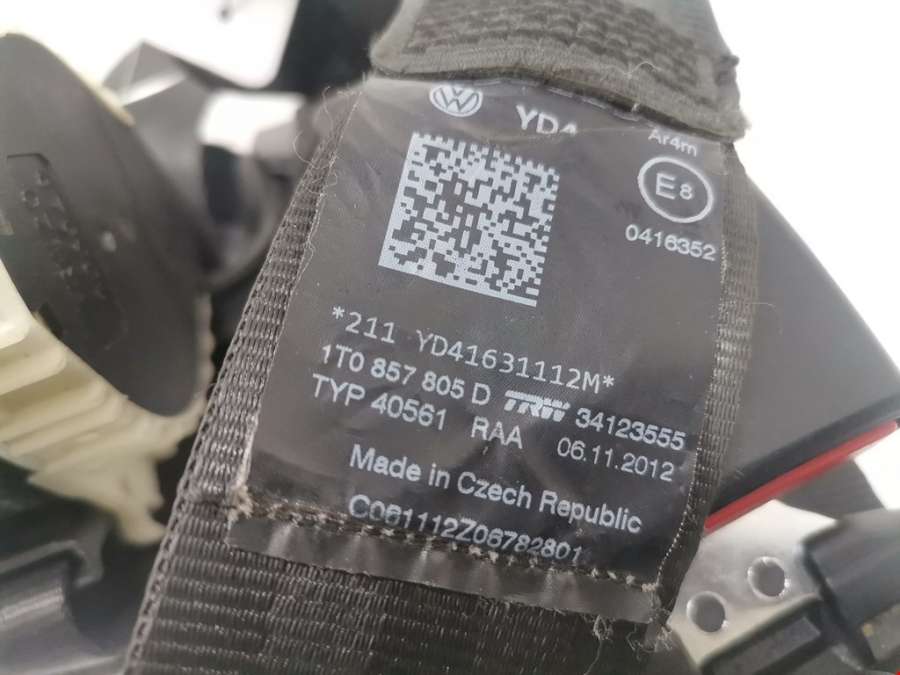 YDA
Ar4m
E8
0416352
*211 YD41631112M*
1T0 857 805 D TRW 34123555
TYP 40561 RAA 06.11.2012
Made in Czech Republic
C061112Z06782801